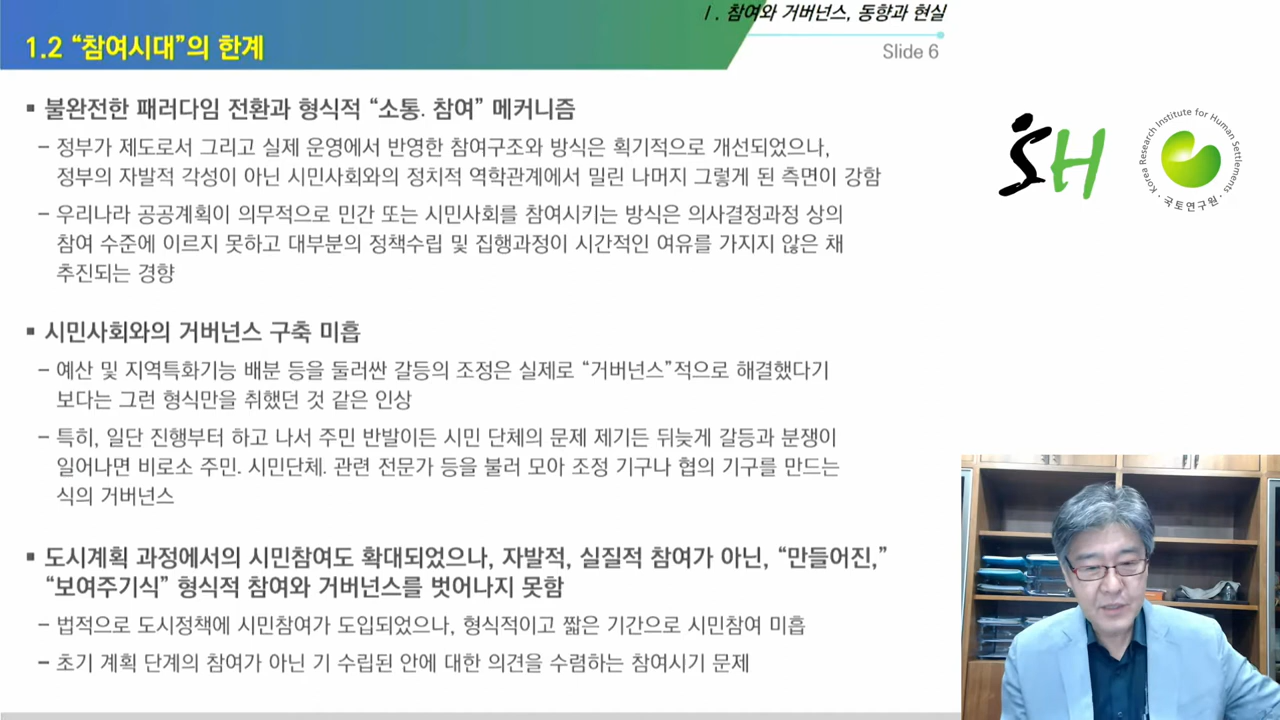 Ⅰ. 참여와 거버넌스, 동향과 현실
1.2 “참여시대”의 한계
Slide 6
▪ 불완전한 패러다임 전환과 형식적 “소통. 참여” 메커니즘
– 정부가 제도로서 그리고 실제 운영에서 반영한 참여구조와 방식은 획기적으로 개선되었으나,
정부의 자발적 각성이 아닌 시민사회와의 정치적 역학관계에서 밀린 나머지 그렇게 된 측면이 강함
– 우리나라 공공계획이 의무적으로 민간 또는 시민사회를 참여시키는 방식은 의사결정과정 상의
참여 수준에 이르지 못하고 대부분의 정책수립 및 집행과정이 시간적인 여유를 가지지 않은 채
추진되는 경향
▪ 시민사회와의 거버넌스 구축 미흡
– 예산 및 지역특화기능 배분 등을 둘러싼 갈등의 조정은 실제로 “거버넌스”적으로 해결했다기
보다는 그런 형식만을 취했던 것 같은 인상
– 특히, 일단 진행부터 하고 나서 주민 반발이든 시민 단체의 문제 제기든 뒤늦게 갈등과 분쟁이
일어나면 비로소 주민. 시민단체. 관련 전문가 등을 불러 모아 조정 기구나 협의 기구를 만드는
식의 거버넌스
▪ 도시계획 과정에서의 시민참여도 확대되었으나, 자발적, 실질적 참여가 아닌, “만들어진,”
“보여주기식” 형식적 참여와 거버넌스를 벗어나지 못함
– 법적으로 도시정책에 시민참여가 도입되었으나, 형식적이고 짧은 기간으로 시민참여 미흡
– 초기 계획 단계의 참여가 아닌 기 수립된 안에 대한 의견을 수렴하는 참여시기 문제
SH
Korea Research Institute for Human Settlements
· 국토연구원 ·